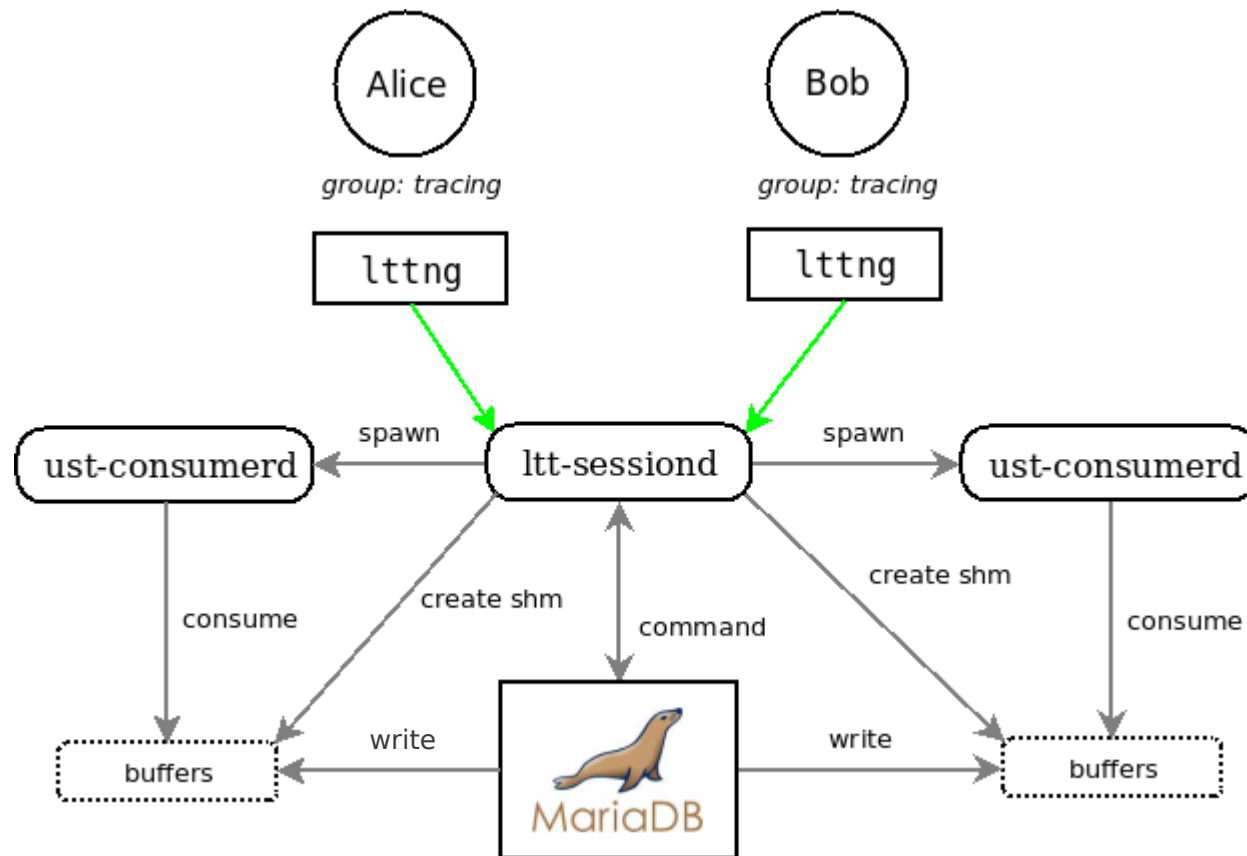 Alice
Bob
group: tracing
group: tracing
lttng
lttng
spawn
spawn
ust-consumerd
ltt-sessiond
ust-consumerd
create shm
create shm
consume
command
consume
write
write
buffers
buffers
MariaDB